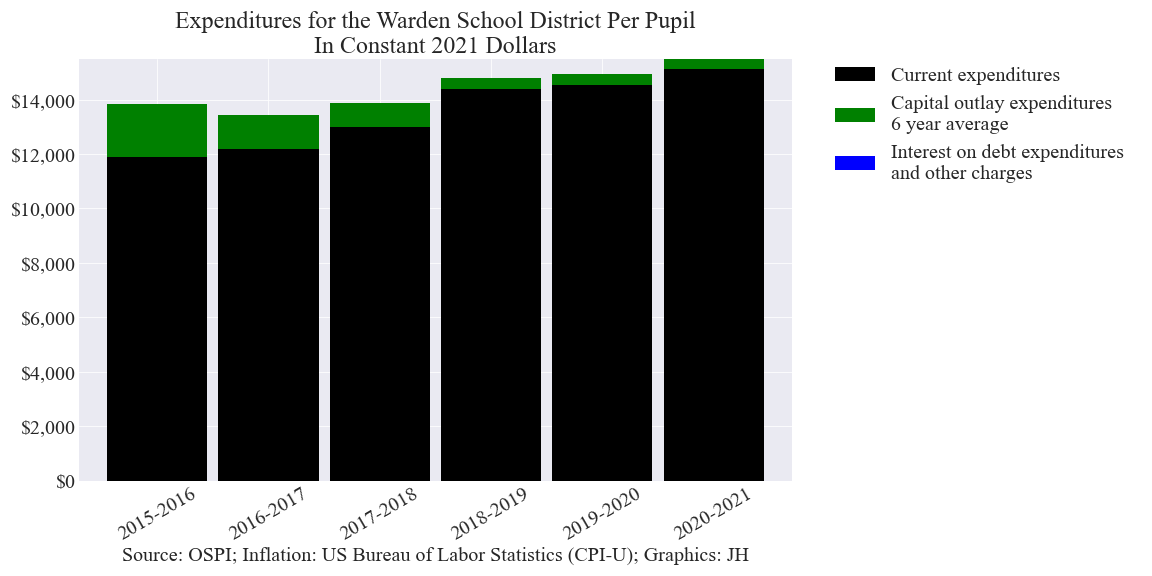 Expenditures for the Warden School District Per Pupil
In Constant 2021 Dollars
Current expenditures
Capital outlay expenditures
6 year average
Interest on debt expenditures
and other charges
$14,000
$12,000
$10,000
$8,000
$6,000
$4,000
$2,000
$0
2015-2016
2016-2017
2017-2018
2018-2019
2019-2020
2020-2021
Source: OSPI; Inflation: US Bureau of Labor Statistics (CPI-U); Graphics: JH